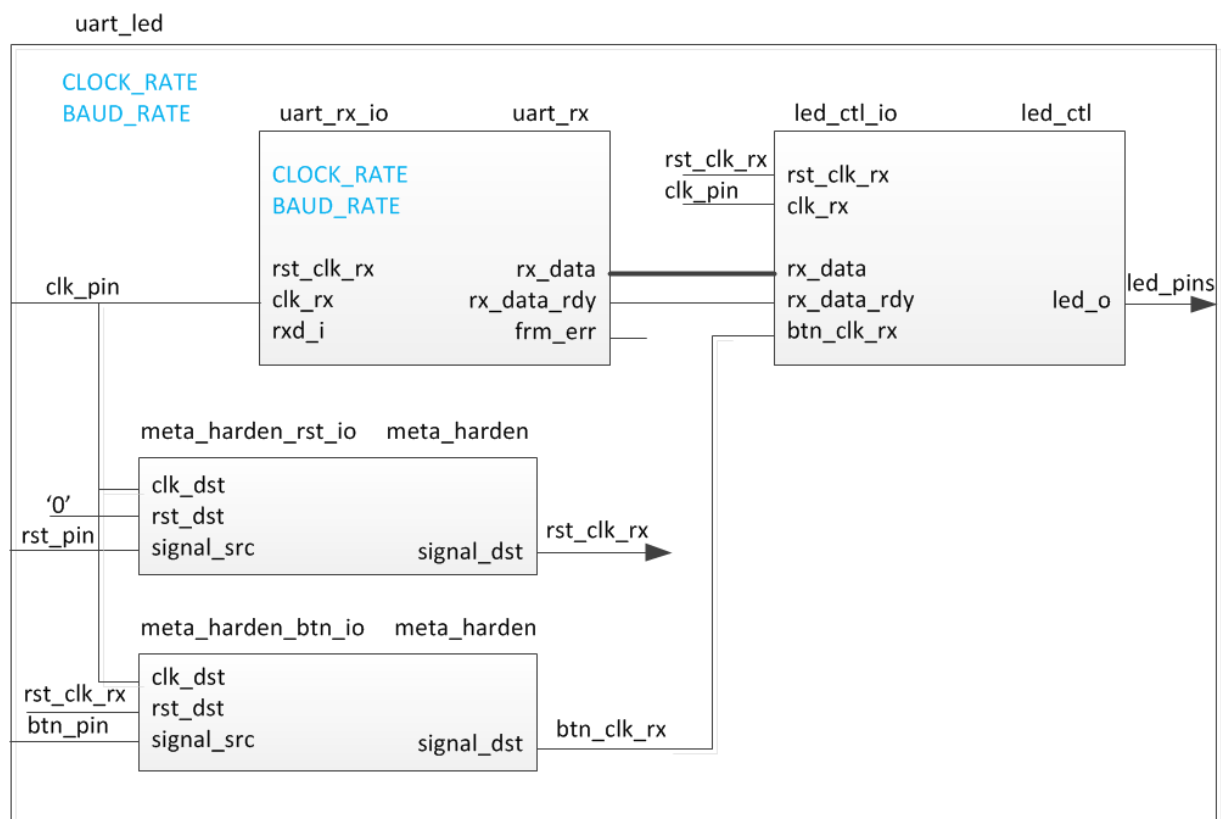 uart_led
CLOCK_RATE
BAUD_RATE
uart_rx_io uart_rx
CLOCK_RATE
BAUD_RATE
rst_clk_rx
clk_rx
rxd_i
rx_data
rx_data_rdy
frm_err
led_ctl_io led_ctl
rst_clk_rx
clk_pin
rst_clk_rx
clk_rx
rx_data
rx_data_rdy
btn_clk_rx
led_o
led_pins
clk_pin
meta_harden_rst_io meta_harden
clk_dst
rst_dst
signal_src
signal_dst
‘0’
rst_pin
rst_clk_rx
meta_harden_btn_io meta_harden
clk_dst
rst_dst
signal_src
signal_dst
rst_clk_rx
btn_pin
btn_clk_rx